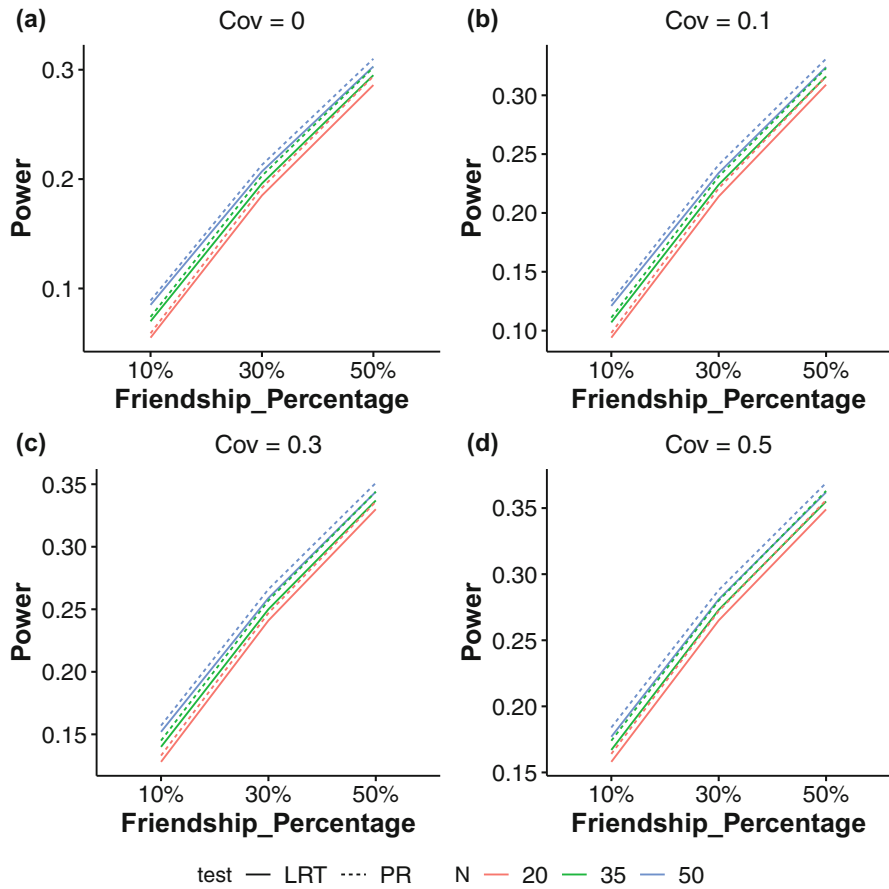 (a) Cov = 0
0.3
0.2
0.1
Power
10% 30% 50%
Friendship_Percentage
(b) Cov = 0.1
0.30
0.25
0.20
0.15
0.10
Power
10% 30% 50%
Friendship_Percentage
(c) Cov = 0.3
0.35
0.30
0.25
0.20
0.15
Power
10% 30% 50%
Friendship_Percentage
(d) Cov = 0.5
0.35
0.30
0.25
0.20
0.15
Power
10% 30% 50%
Friendship_Percentage
test LRT PR N 20 35 50